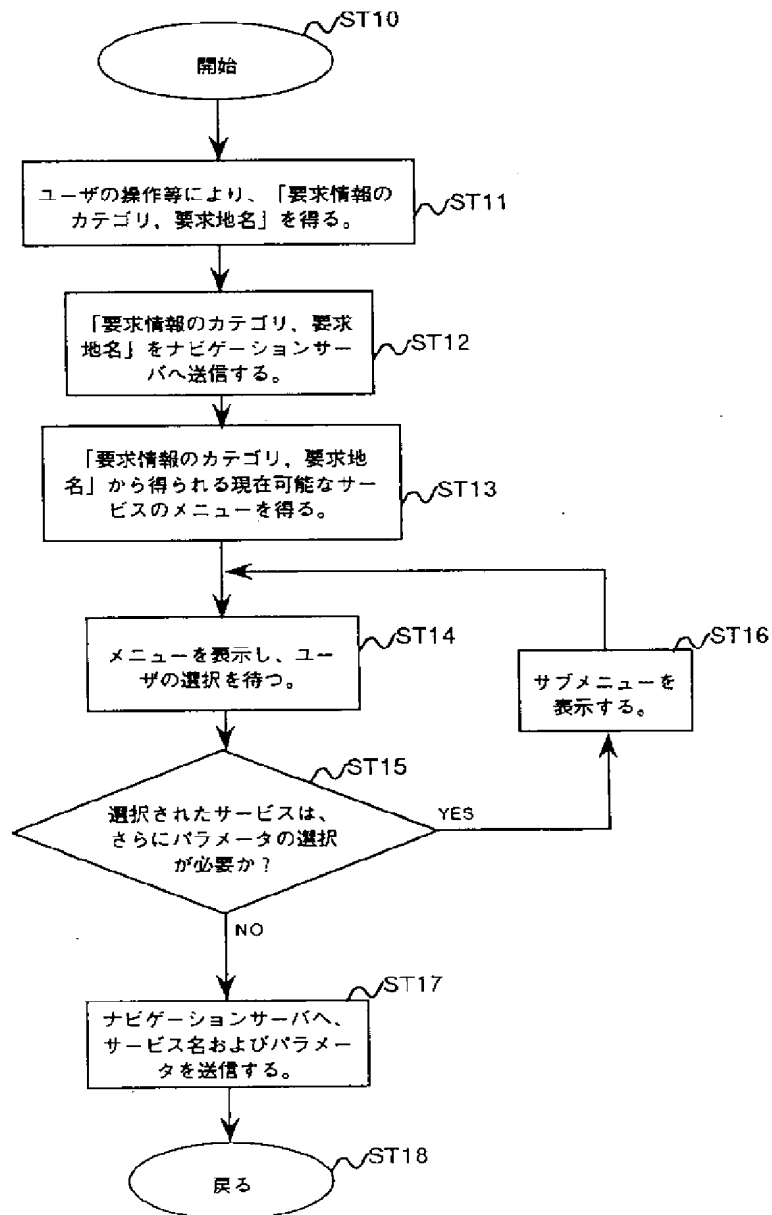 ST10
開始
ユーザの操作等により、「要求情報の
カテゴリ，要求地名」を得る。
ST11
「要求情報のカテゴリ、要求
地名」をナビゲーションサー
バへ送信する。
ST12
「要求情報のカテゴリ，要求地
名」から得られる現在可能なサー
ビスのメニューを得る。
ST13
メニューを表示し、ユー
ザの選択を待つ。
ST14
ST16
サブメニューを
表示する。
ST15
選択されたサービスは、
さらにパラメータの選択
が必要か？
YES
NO
ST17
ナビゲーションサーバへ、
サービス名およびパラメー
タを送信する。
ST18
戻る